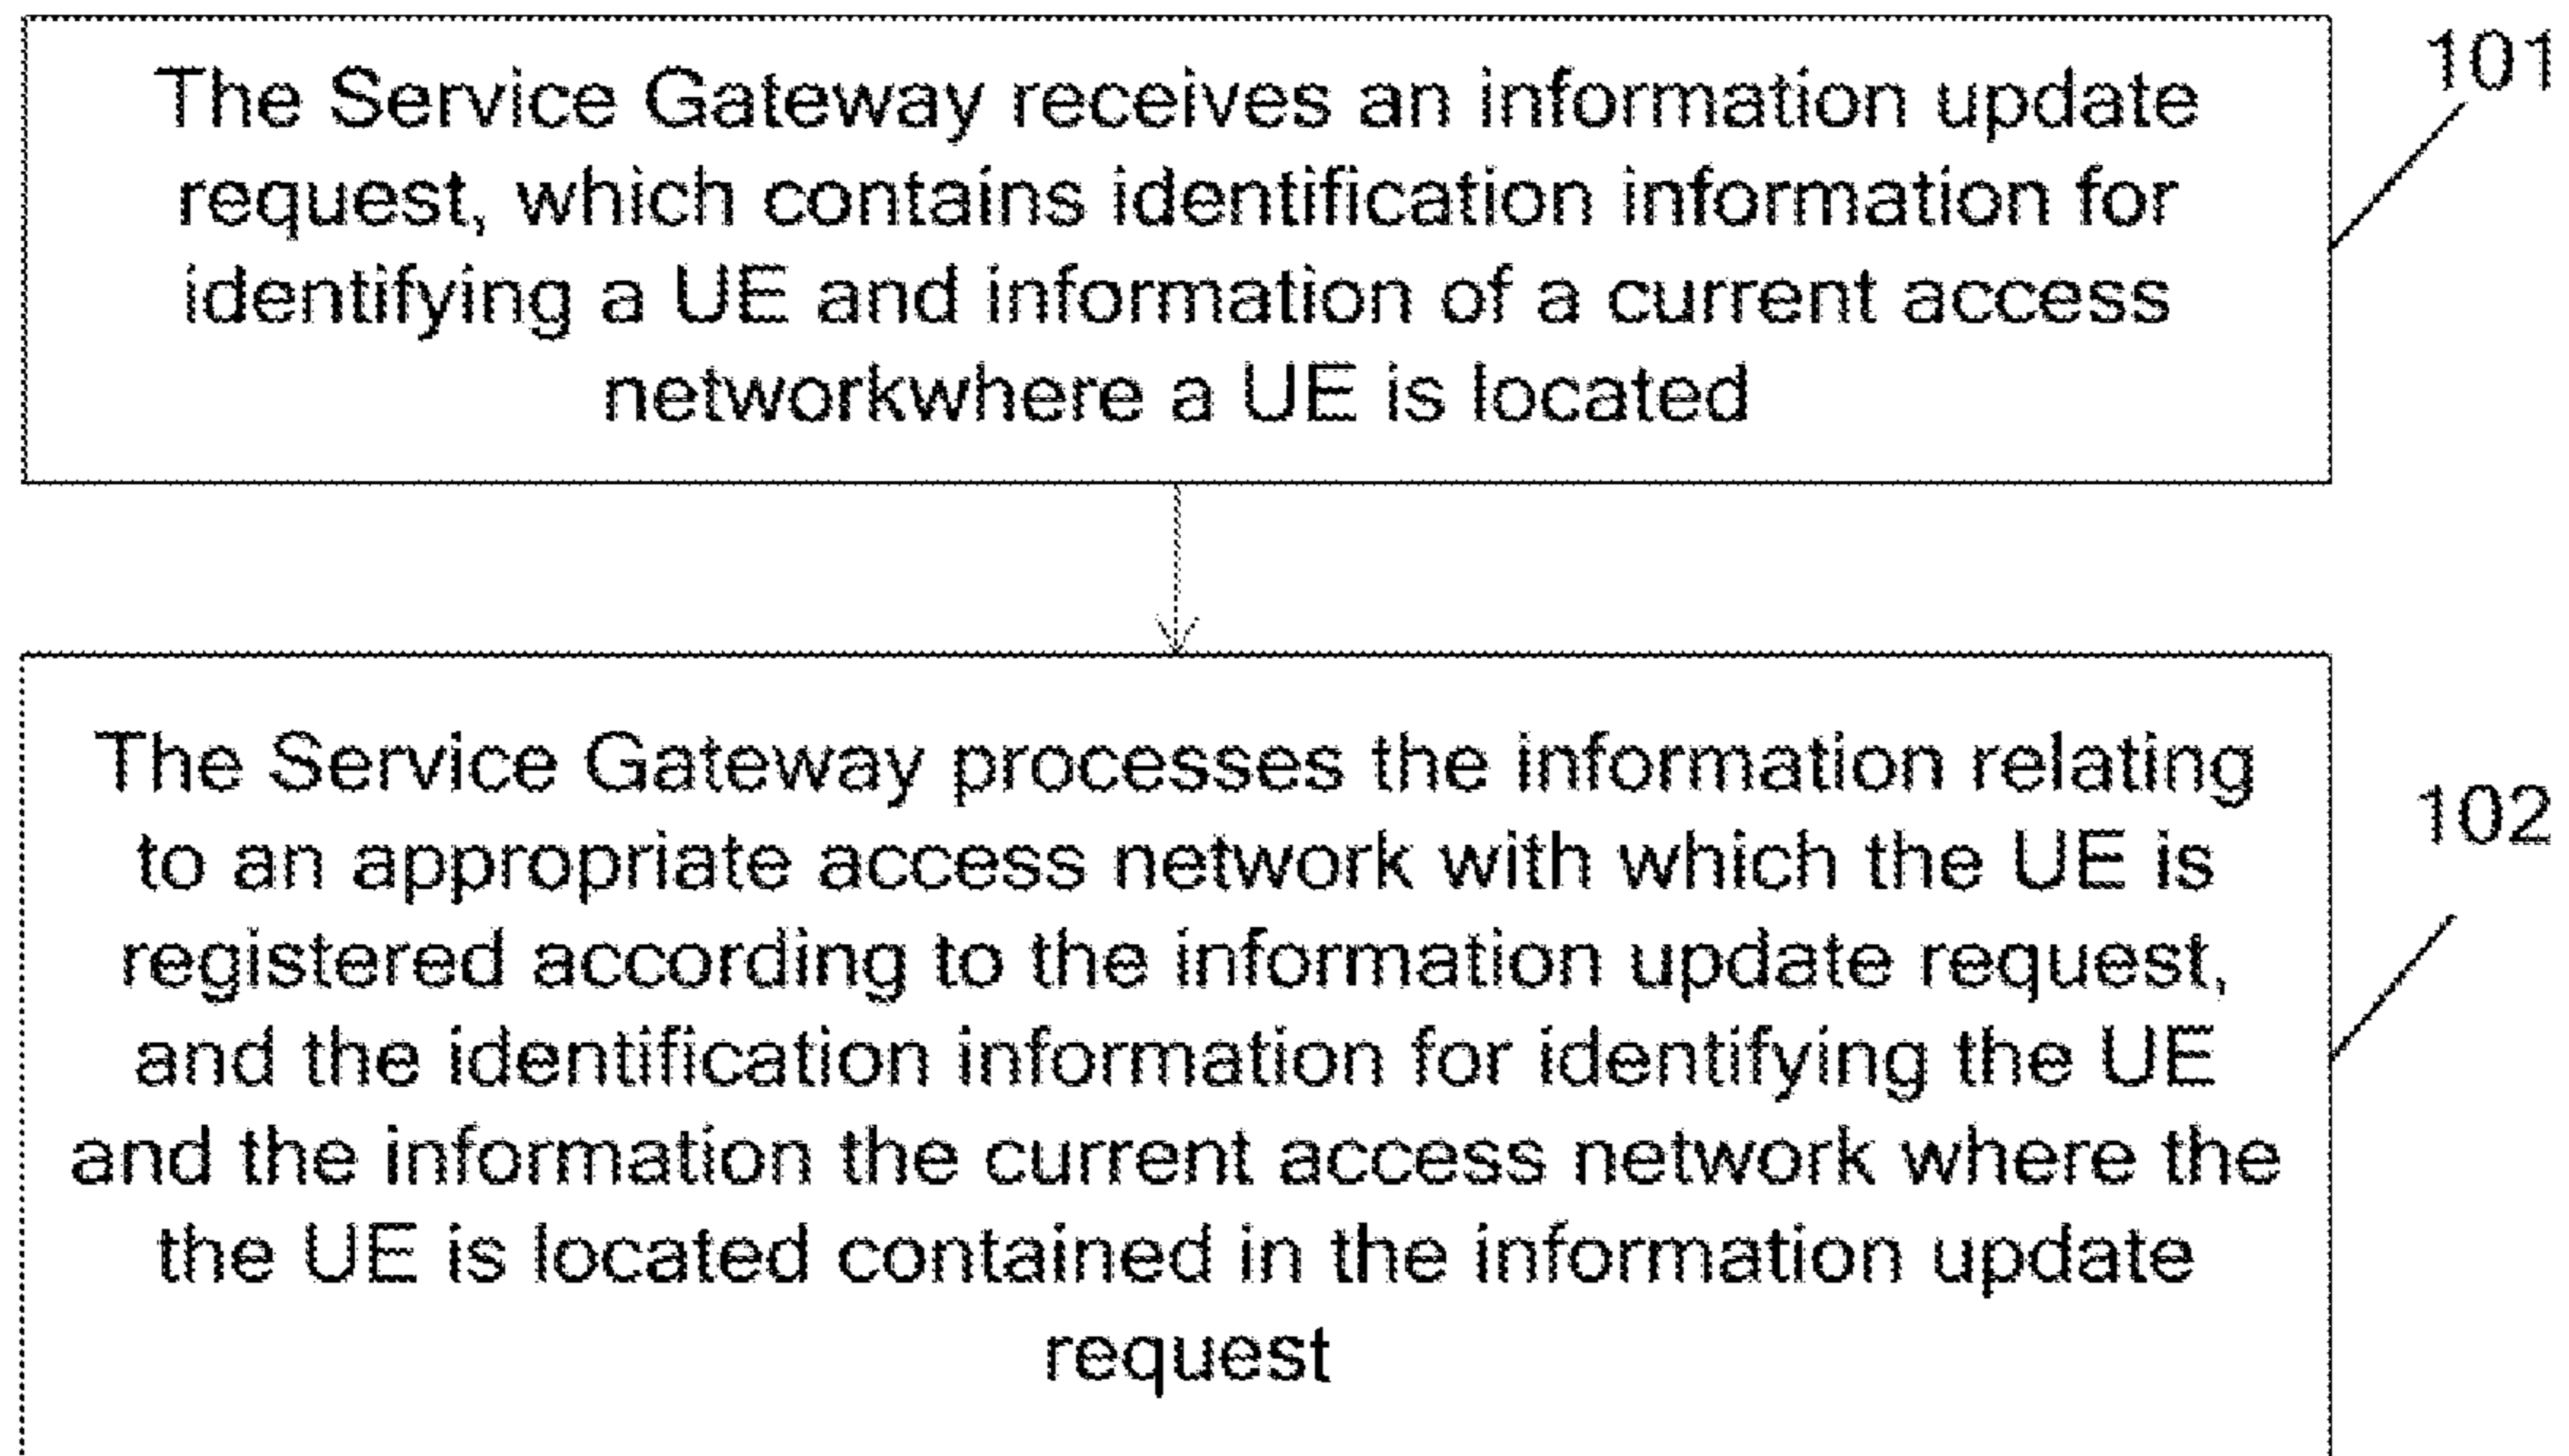 The Service Gateway receives an information update
101
request, which contains identification information for
identifying a UE and information of a current access
networkwhere a UE is located
The Service Gateway processes the information relating
102
to an appropriate access network with which the UE is
registered according to the information update request,
and the identification information for identifying the UE
and the information the current access network where the
the UE is located contained in the information update
request